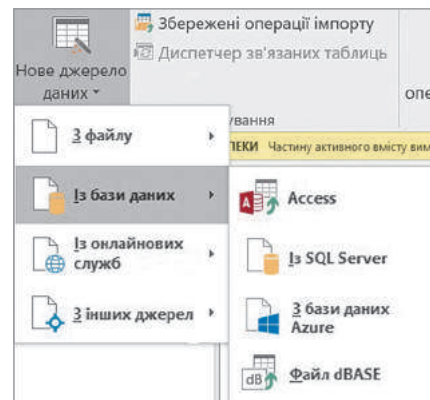 Збережені операції імпорту
Диспетчер зв'язаних таблиць
Нове джерело
даних
опе
ування
ПЕКИ Частину активного вмісту вим
З файлу
Із бази даних
Із онлайнових
служб
З інших джерел
Access
Із SQL Server
З бази даних
Azure
dB
Файл dBASE